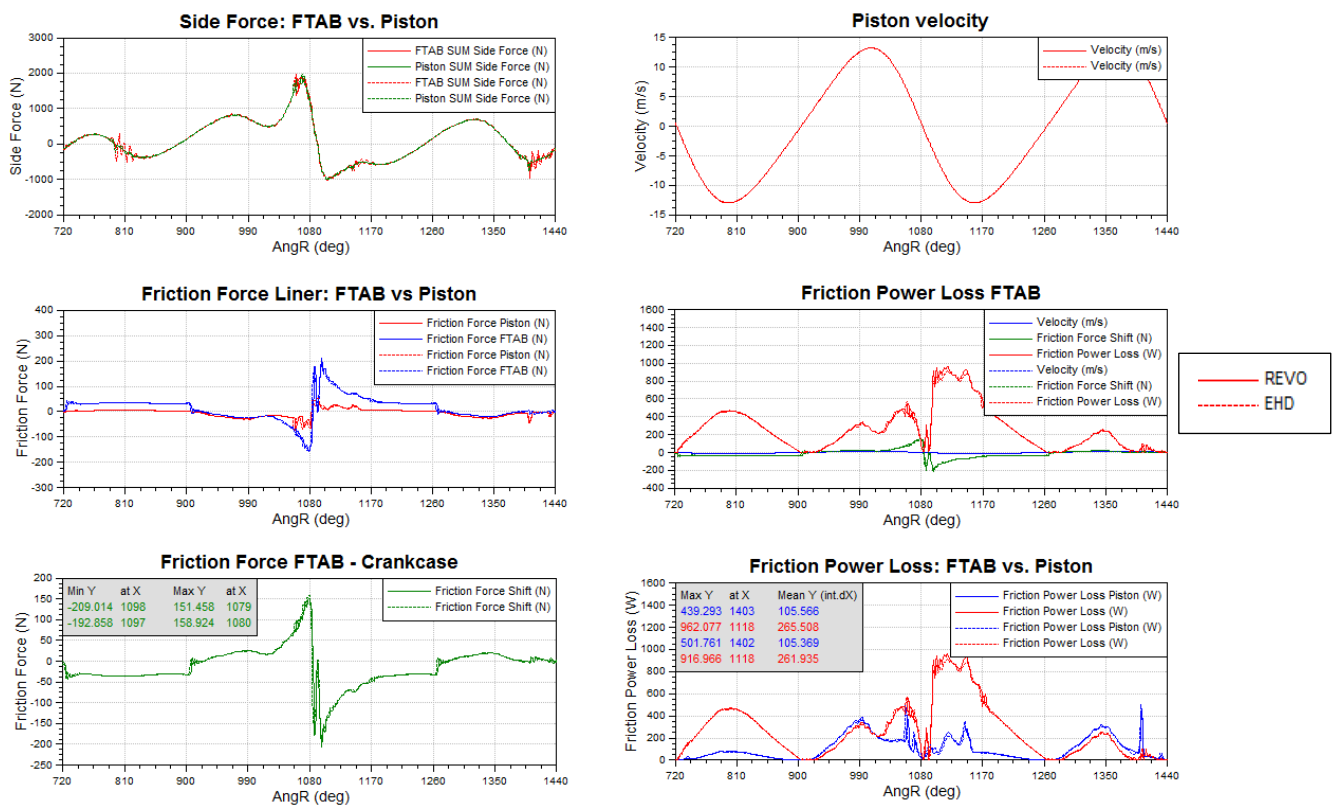 Side Force: FTAB vs. Piston
3000
2000
1000
0
-1000
-2000
Side Force (N)
FTAB SUM Side Force (N)
Piston SUM Side Force (N)
FTAB SUM Side Force (N)
Piston SUM Side Force (N)
720 810 900 990 1080 1170 1260 1350 1440
AngR (deg)
Piston velocity
15
10
5
0
-5
-10
-15
Velocity (m/s)
Velocity (m/s)
Velocity (m/s)
720 810 900 990 1080 1170 1260 1350 1440
AngR (deg)
Friction Force Liner: FTAB vs Piston
400
300
200
100
0
-100
-200
-300
Friction Force (N)
Friction Force Piston (N)
Friction Force FTAB (N)
Friction Force Piston (N)
Friction Force FTAB (N)
720 810 900 990 1080 1170 1260 1350 1440
AngR (deg)
Friction Power Loss FTAB
1600
1400
1200
1000
800
600
400
200
0
-200
-400
Velocity (m/s)
Friction Force Shift (N)
Friction Power Loss (W)
Velocity (m/s)
Friction Force Shift (N)
Friction Power Loss (W)
720 810 900 990 1080 1170 1260 1350 1440
AngR (deg)
REVO
EHD
Friction Force FTAB - Crankcase
200
150
100
50
0
-50
-100
-150
-200
-250
Friction Force (N)
Min Y at X Max Y at X
-209.014 1098 151.458 1079
-192.858 1097 158.924 1080
Friction Force Shift (N)
Friction Force Shift (N)
720 810 900 990 1080 1170 1260 1350 1440
AngR (deg)
Friction Power Loss: FTAB vs. Piston
1600
1400
1200
1000
800
600
400
200
0
Friction Power Loss (W)
Max Y at X Mean Y (int.dX)
439.293 1403 105.566
962.077 1118 265.508
501.761 1402 105.369
916.966 1118 261.935
Friction Power Loss Piston (W)
Friction Power Loss (W)
Friction Power Loss Piston (W)
Friction Power Loss (W)
720 810 900 990 1080 1170 1260 1350 1440
AngR (deg)